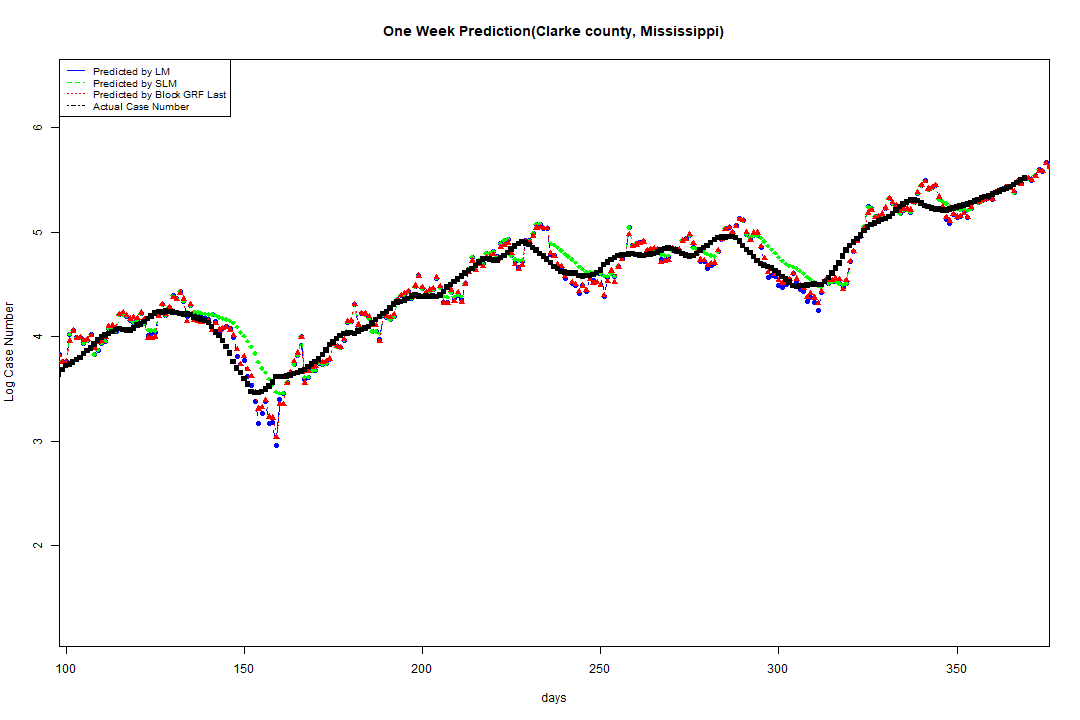 One Week Prediction(Clarke county, Mississippi)
Predicted by LM
Predicted by SLM
Predicted by Block GRF Last
Actual Case Number
Log Case Number
6
5
4
3
2
100 150 200 250 300 350
days